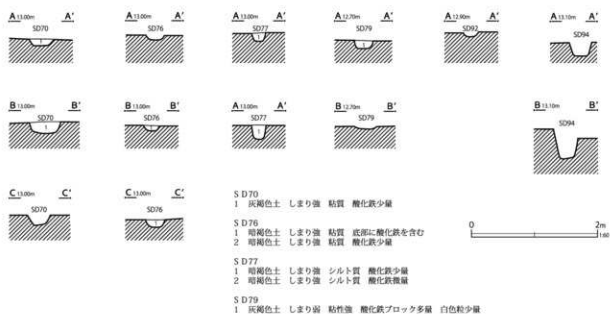 A 13.00m A'
SD70
1
A 13.00m A'
SD76
A 13.00m A'
SD77
1
A 12.70m A'
SD79
1
A 12.90m A'
SD92
A 13.10m A'
SD94
B 13.00m B'
SD70
1
B 13.00m B'
SD76
1
A 13.00m A'
SD77
1
B 12.70m B'
SD79
B 13.10m B'
SD94
C 13.00m C'
SD70
C 13.00m C'
SD76
1
SD70
1 灰褐色土 しまり強 粘質 酸化鉄少量
SD76
1 暗褐色土 しまり強 粘質 底部に酸化鉄を含む
2 暗褐色土 しまり強 粘質 酸化鉄少量
SD77
1 暗褐色土 しまり強 シルト質 酸化鉄少量
2 暗褐色土 しまり強 シルト質 酸化鉄微量
SD79
1 灰褐色土 しまり弱 粘性強 酸化鉄ブロック多量 白色粒少量
0 2m
1:60